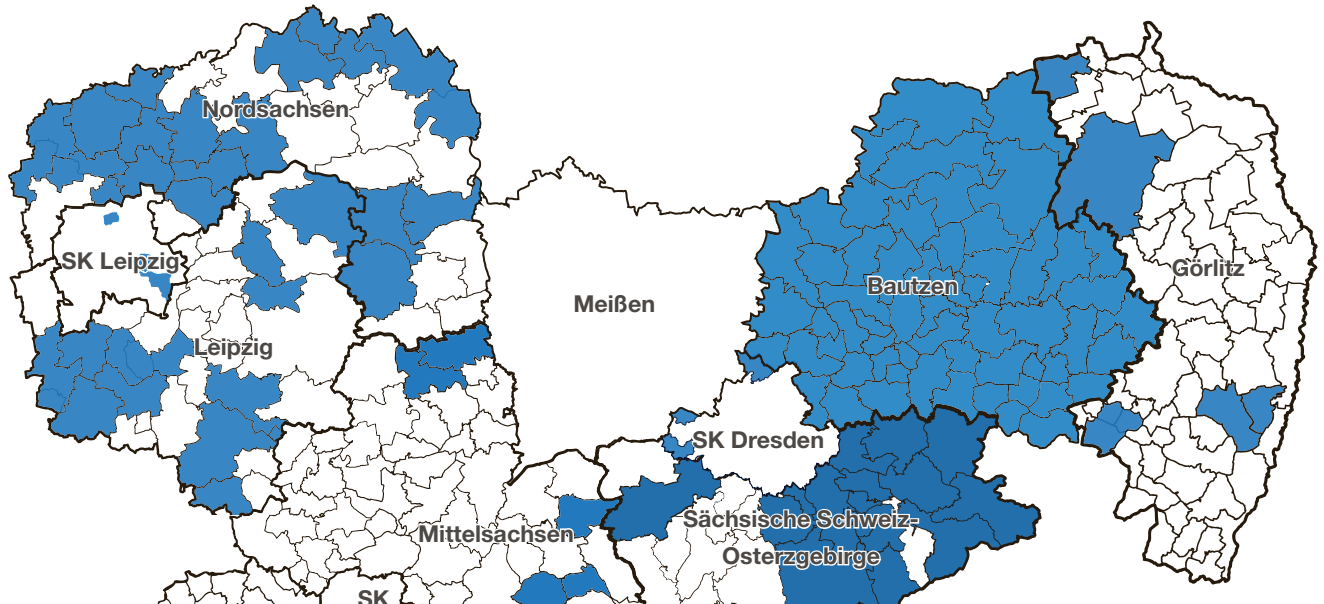 Nordsachsen
SK Leipzig
Görlitz
Bautzen
Meißen
Leipzig
SK Dresden
Sächsische Schweiz-
Osterzgebirge
Mittelsachsen
SK